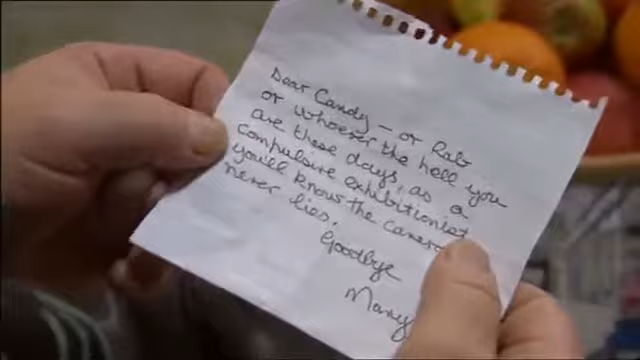 Dear Candy – or Rab
or whoever the hell you
are these days, as a
compulsive exhibitionist
you'll know the camera
never lies.
Goodbye
Mary